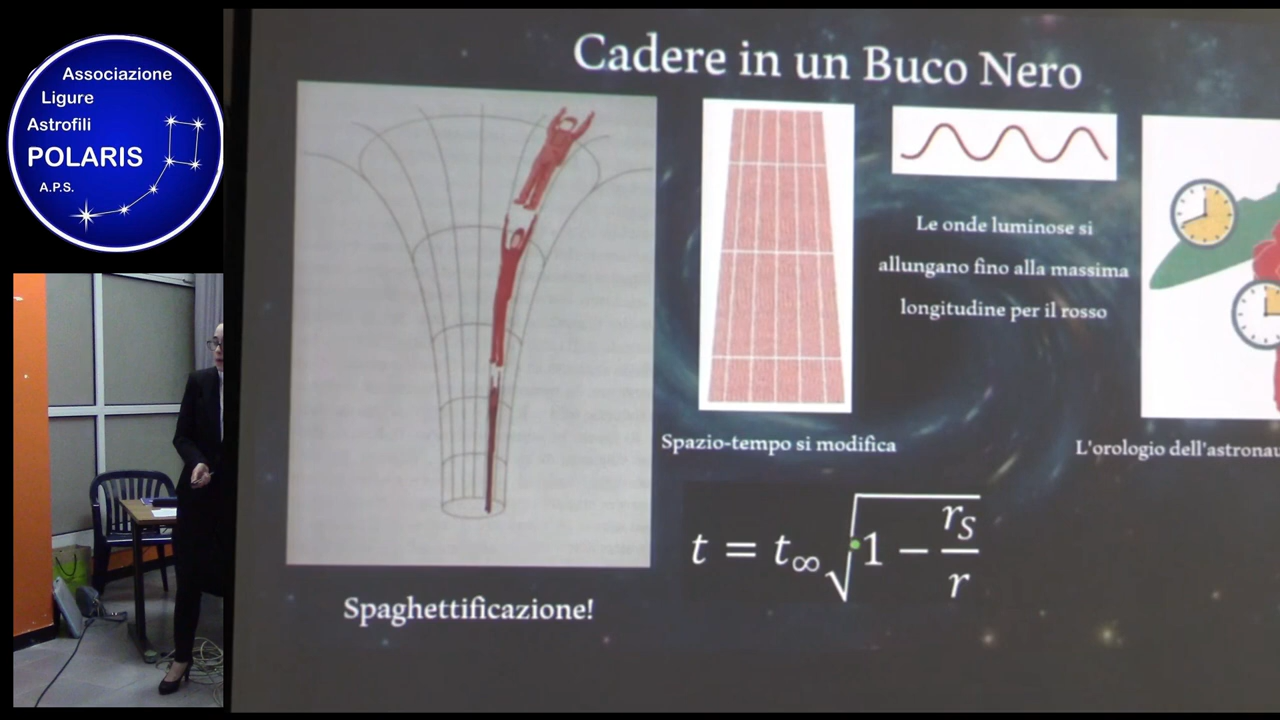 Associazione
Ligure
Astrofili
POLARIS
A.P.S.
Cadere in un Buco Nero
Le onde luminose si
allungano fino alla massima
longitudine per il rosso
Spazio-tempo si modifica
L'orologio dell'astronau
t = t∞√1 − rS/r
Spaghettificazione!